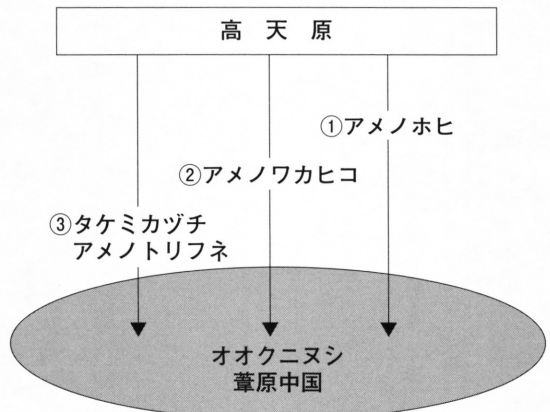 高天原
①アメノホヒ
②アメノワカヒコ
③タケミカヅチ
アメノトリフネ
オオクニヌシ
葦原中国